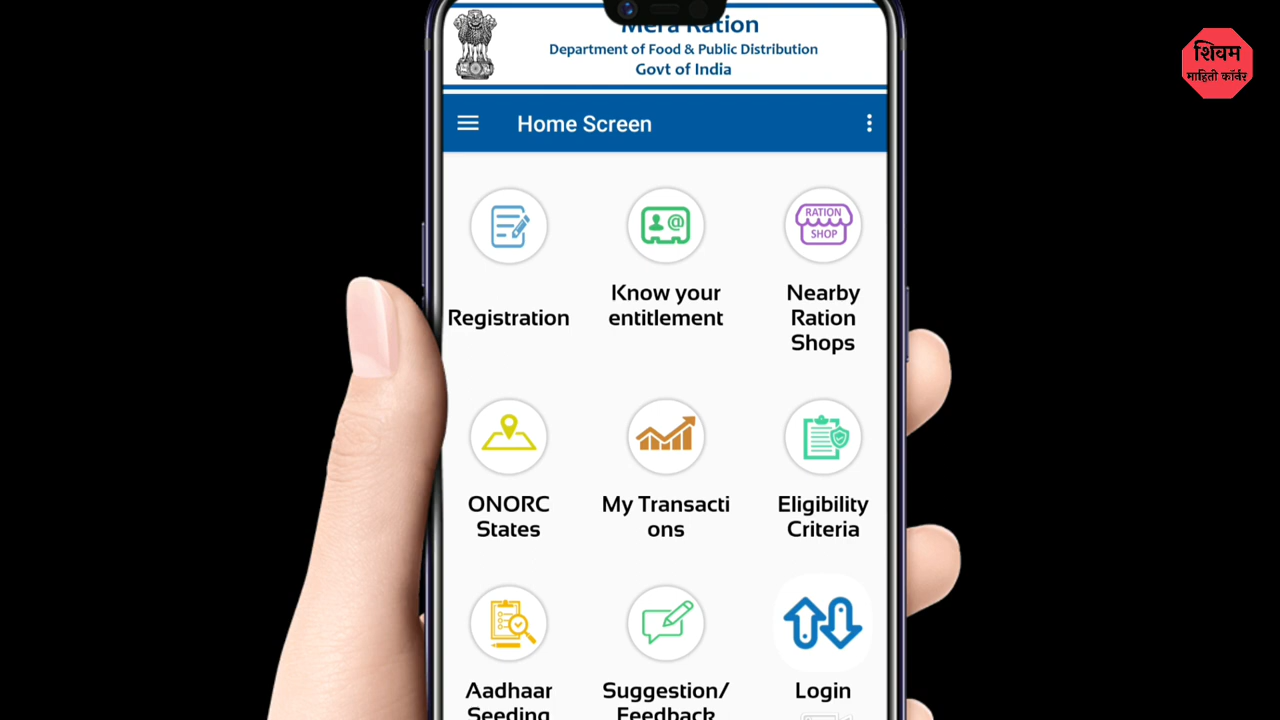 Mera Ration
Department of Food & Public Distribution
Govt of India
शिवम
माहिती कॉर्नर
Home Screen
RATION
SHOP
Registration
Know your
entitlement
Nearby
Ration
Shops
ONORC
States
My Transacti
ons
Eligibility
Criteria
Aadhaar
Seeding
Suggestion/
Feedback
Login